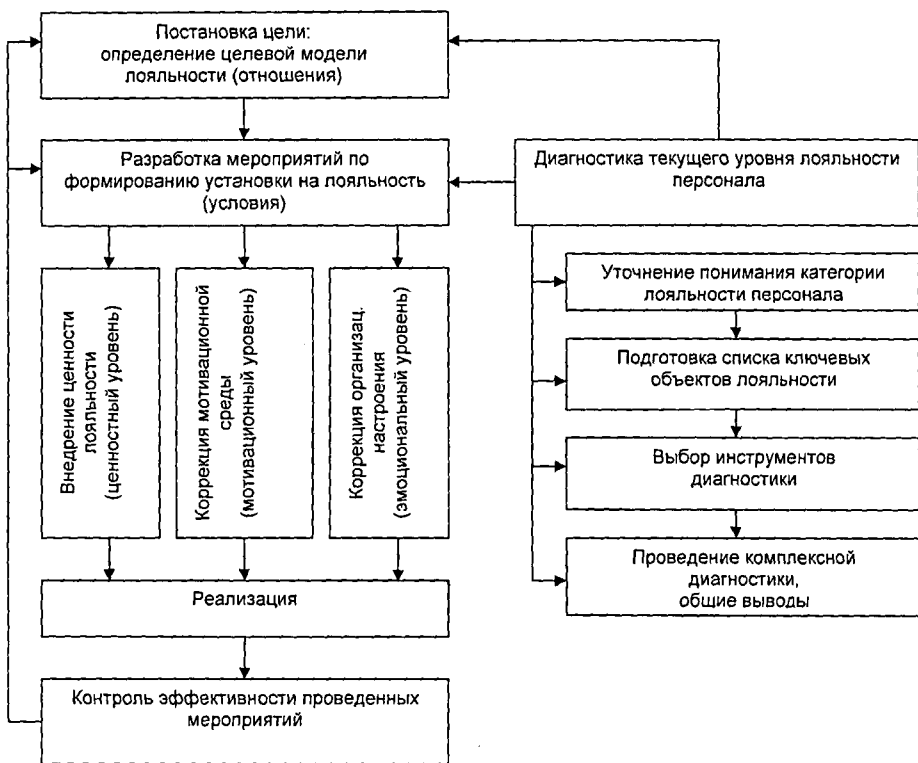 Постановка цели:
определение целевой модели
лояльности (отношения)
Разработка мероприятий по
формированию установки на лояльность
(условия)
Диагностика текущего уровня лояльности
персонала
Внедрение ценности
лояльности
(ценностный уровень)
Коррекция мотивационной
среды
(мотивационный уровень)
Коррекция организац.
настроения
(эмоциональный уровень)
Уточнение понимания категории
лояльности персонала
Подготовка списка ключевых
объектов лояльности
Выбор инструментов
диагностики
Проведение комплексной
диагностики,
общие выводы
Реализация
Контроль эффективности проведенных
мероприятий